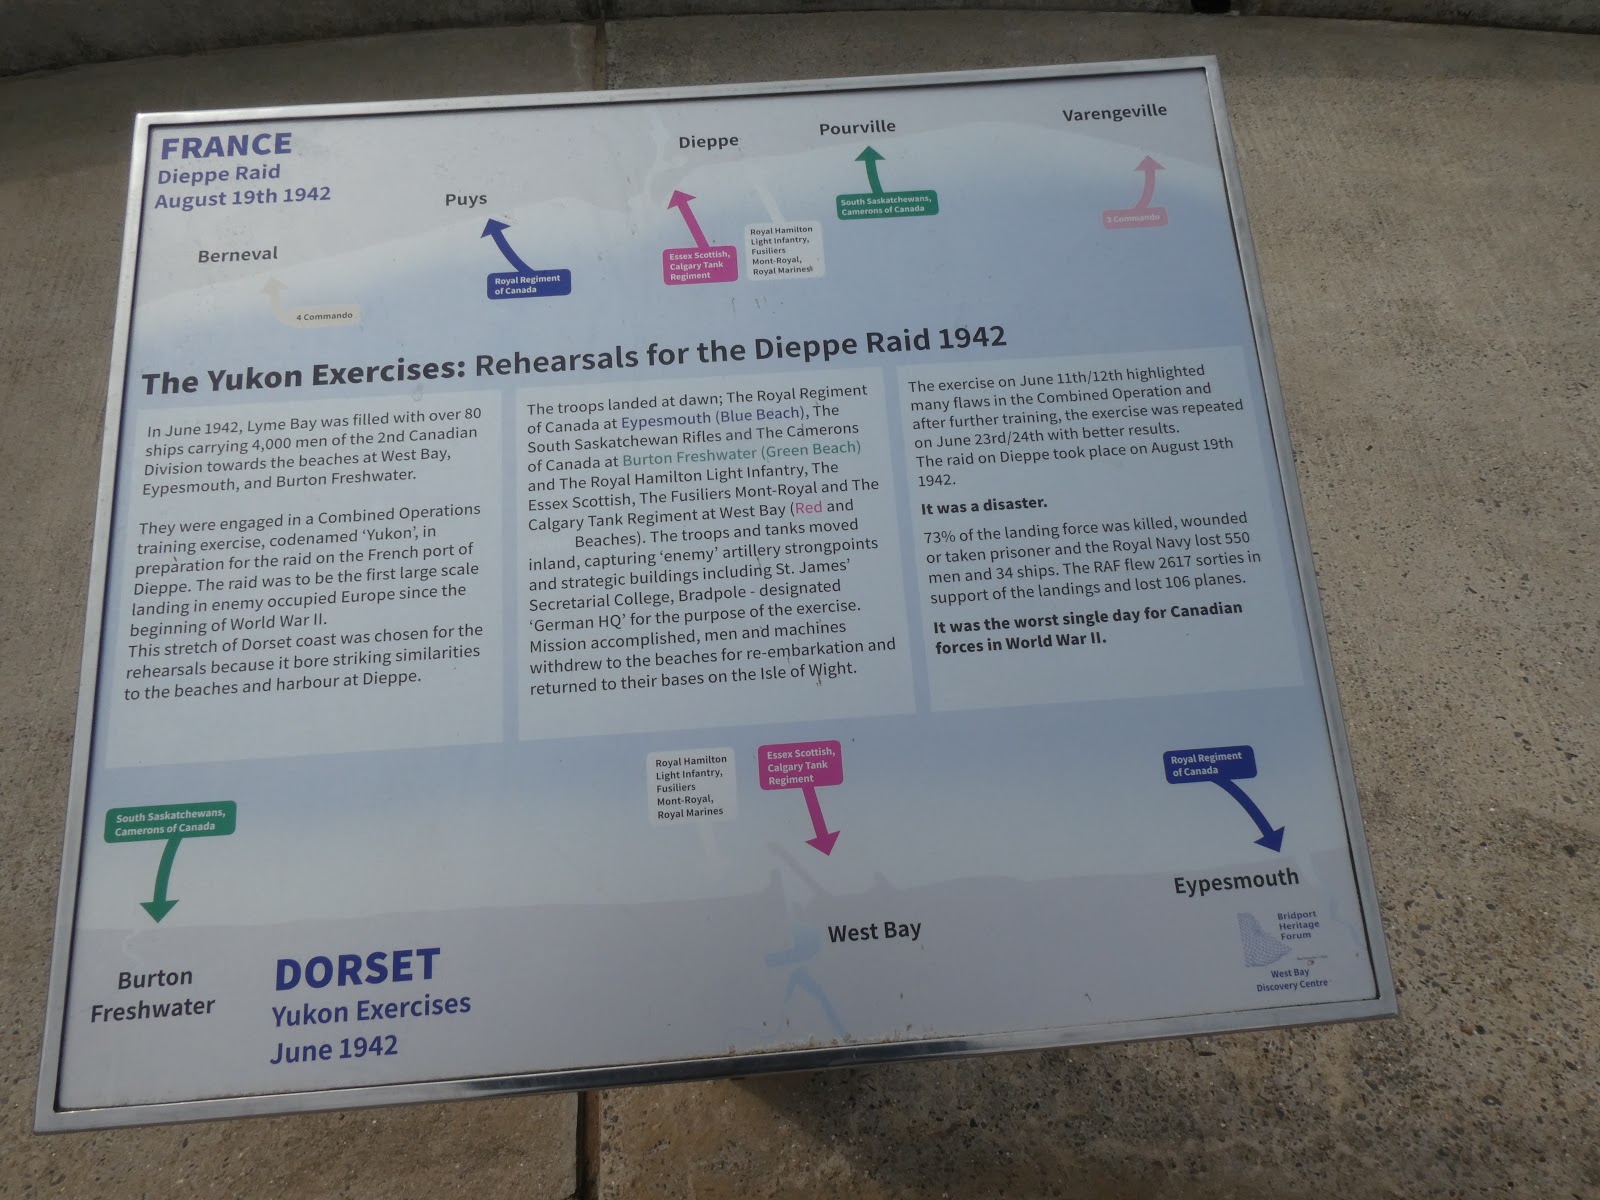 FRANCE
Dieppe Raid
August 19th 1942
Berneval
4 Commando
Puys
Royal Regiment
of Canada
Dieppe
Essex Scottish,
Calgary Tank
Regiment
Royal Hamilton
Light Infantry,
Fusiliers
Mont-Royal,
Royal Marines
Pourville
South Saskatchewans,
Camerons of Canada
Varengeville
3 Commando
The Yukon Exercises: Rehearsals for the Dieppe Raid 1942
In June 1942, Lyme Bay was filled with over 80
ships carrying 4,000 men of the 2nd Canadian
Division towards the beaches at West Bay,
Eypesmouth, and Burton Freshwater.
They were engaged in a Combined Operations
training exercise, codenamed ‘Yukon’, in
preparation for the raid on the French port of
Dieppe. The raid was to be the first large scale
landing in enemy occupied Europe since the
beginning of World War II.
This stretch of Dorset coast was chosen for the
rehearsals because it bore striking similarities
to the beaches and harbour at Dieppe.
The troops landed at dawn; The Royal Regiment
of Canada at Eypesmouth (Blue Beach), The
South Saskatchewan Rifles and The Camerons
of Canada at Burton Freshwater (Green Beach)
and The Royal Hamilton Light Infantry, The
Essex Scottish, The Fusiliers Mont-Royal and The
Calgary Tank Regiment at West Bay (Red and
Beaches). The troops and tanks moved
inland, capturing ‘enemy’ artillery strongpoints
and strategic buildings including St. James’
Secretarial College, Bradpole - designated
‘German HQ’ for the purpose of the exercise.
Mission accomplished, men and machines
withdrew to the beaches for re-embarkation and
returned to their bases on the Isle of Wight.
The exercise on June 11th/12th highlighted
many flaws in the Combined Operation and
after further training, the exercise was repeated
on June 23rd/24th with better results.
The raid on Dieppe took place on August 19th
1942.
It was a disaster.
73% of the landing force was killed, wounded
or taken prisoner and the Royal Navy lost 550
men and 34 ships. The RAF flew 2617 sorties in
support of the landings and lost 106 planes.
It was the worst single day for Canadian
forces in World War II.
South Saskatchewans,
Camerons of Canada
Burton
Freshwater
Royal Hamilton
Light Infantry,
Fusiliers
Mont-Royal,
Royal Marines
Essex Scottish,
Calgary Tank
Regiment
West Bay
Royal Regiment
of Canada
Eypesmouth
DORSET
Yukon Exercises
June 1942
Bridport
Heritage
Forum
West Bay
Discovery Centre